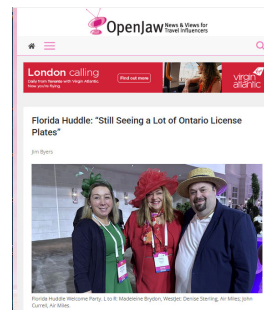 OpenJaw News & Views for
Travel Influencers
London calling
Daily from Toronto with Virgin Atlantic.
Now you're flying.
Find out more
virgin
atlantic
Florida Huddle: “Still Seeing a Lot of Ontario License
Plates”
Jim Byers
Florida Huddle Welcome Party. L to R: Madeleine Brydon, WestJet; Denise Sterling, Air Miles; John
Currell, Air Miles